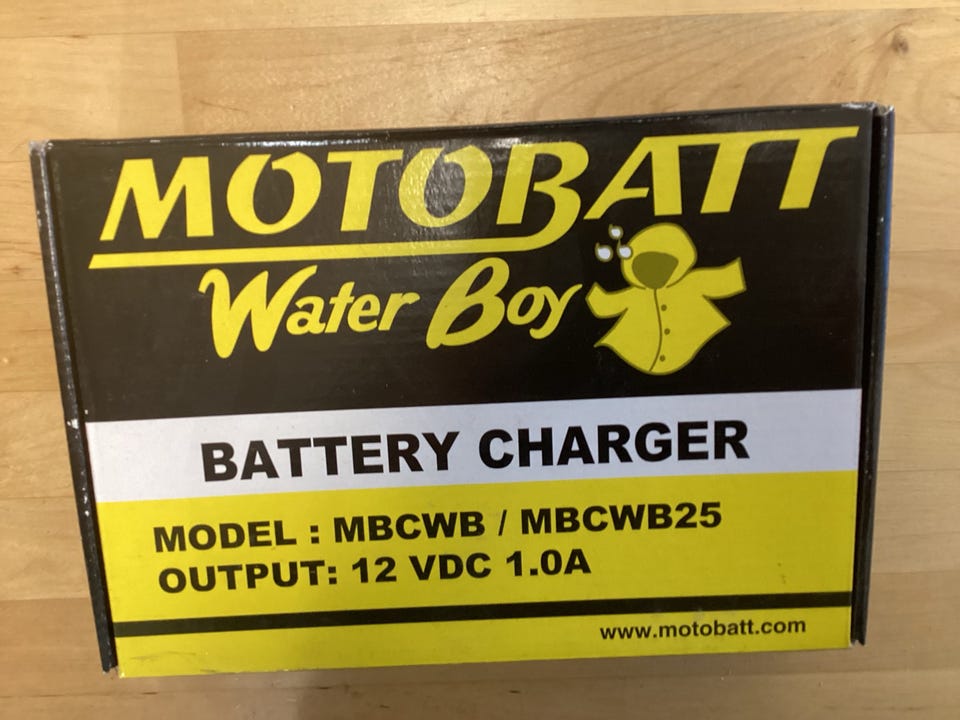 MOTOBATT
Water Boy
BATTERY CHARGER
MODEL : MBCWB / MBCWB25
OUTPUT: 12 VDC 1.0A
www.motobatt.com